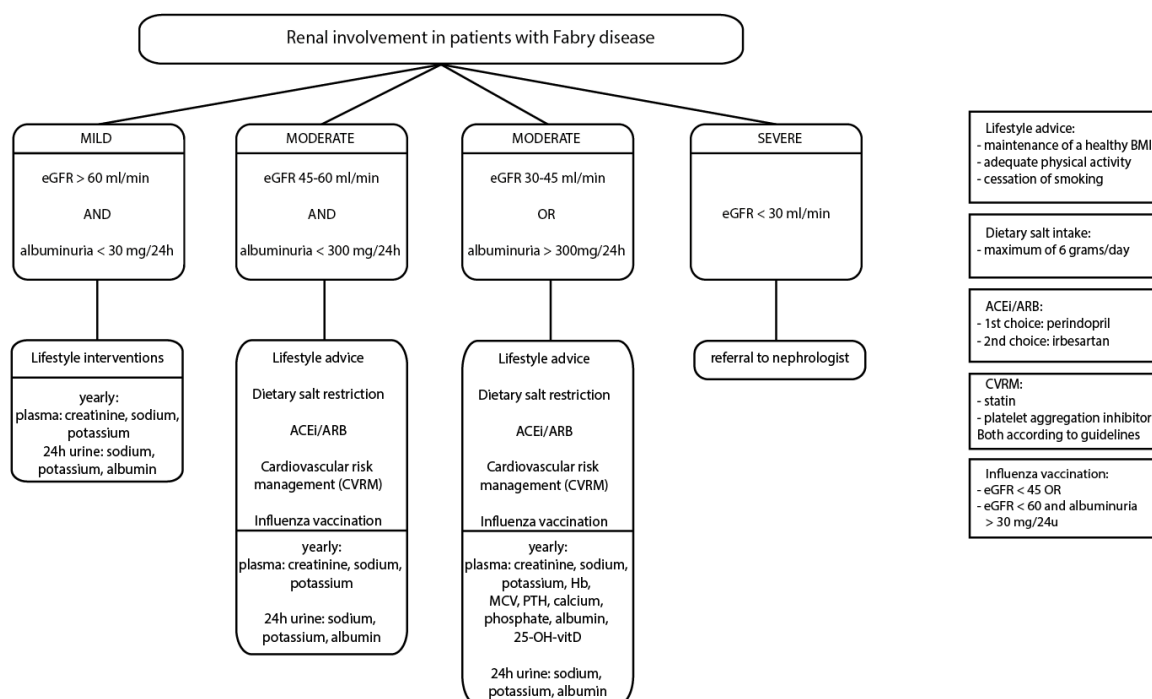 Renal involvement in patients with Fabry disease
MILD
eGFR > 60 ml/min
AND
albuminuria < 30 mg/24h
Lifestyle interventions
yearly:
plasma: creatinine, sodium,
potassium
24h urine: sodium,
potassium, albumin
MODERATE
eGFR 45-60 ml/min
AND
albuminuria < 300 mg/24h
Lifestyle advice
Dietary salt restriction
ACEi/ARB
Cardiovascular risk
management (CVRM)
Influenza vaccination
yearly:
plasma: creatinine, sodium,
potassium
24h urine: sodium,
potassium, albumin
MODERATE
eGFR 30-45 ml/min
OR
albuminuria > 300mg/24h
Lifestyle advice
Dietary salt restriction
ACEi/ARB
Cardiovascular risk
management (CVRM)
Influenza vaccination
yearly:
plasma: creatinine, sodium,
potassium, Hb,
MCV, PTH, calcium,
phosphate, albumin,
25-OH-vitD
24h urine: sodium,
potassium, albumin
SEVERE
eGFR < 30 ml/min
referral to nephrologist
Lifestyle advice:
- maintenance of a healthy BMI
- adequate physical activity
- cessation of smoking
Dietary salt intake:
- maximum of 6 grams/day
ACEi/ARB:
- 1st choice: perindopril
- 2nd choice: irbesartan
CVRM:
- statin
- platelet aggregation inhibitor
Both according to guidelines
Influenza vaccination:
- eGFR < 45 OR
- eGFR < 60 and albuminuria
> 30 mg/24u